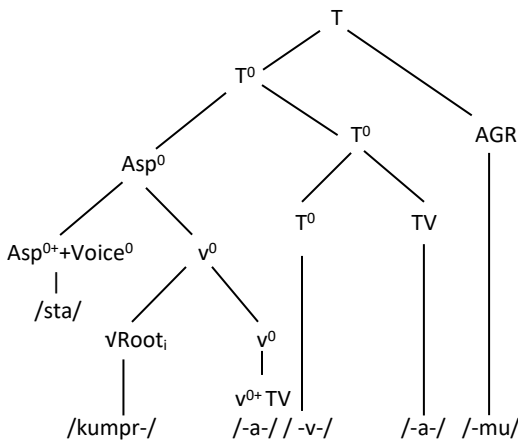 T
T⁰
T⁰ AGR
Asp⁰
T⁰ TV
Asp⁰⁺+Voice⁰ v⁰
/sta/
√Rootᵢ v⁰
v⁰⁺ TV
/kumpr-/ /-a-/ / -v-/ /-a-/ /-mu/